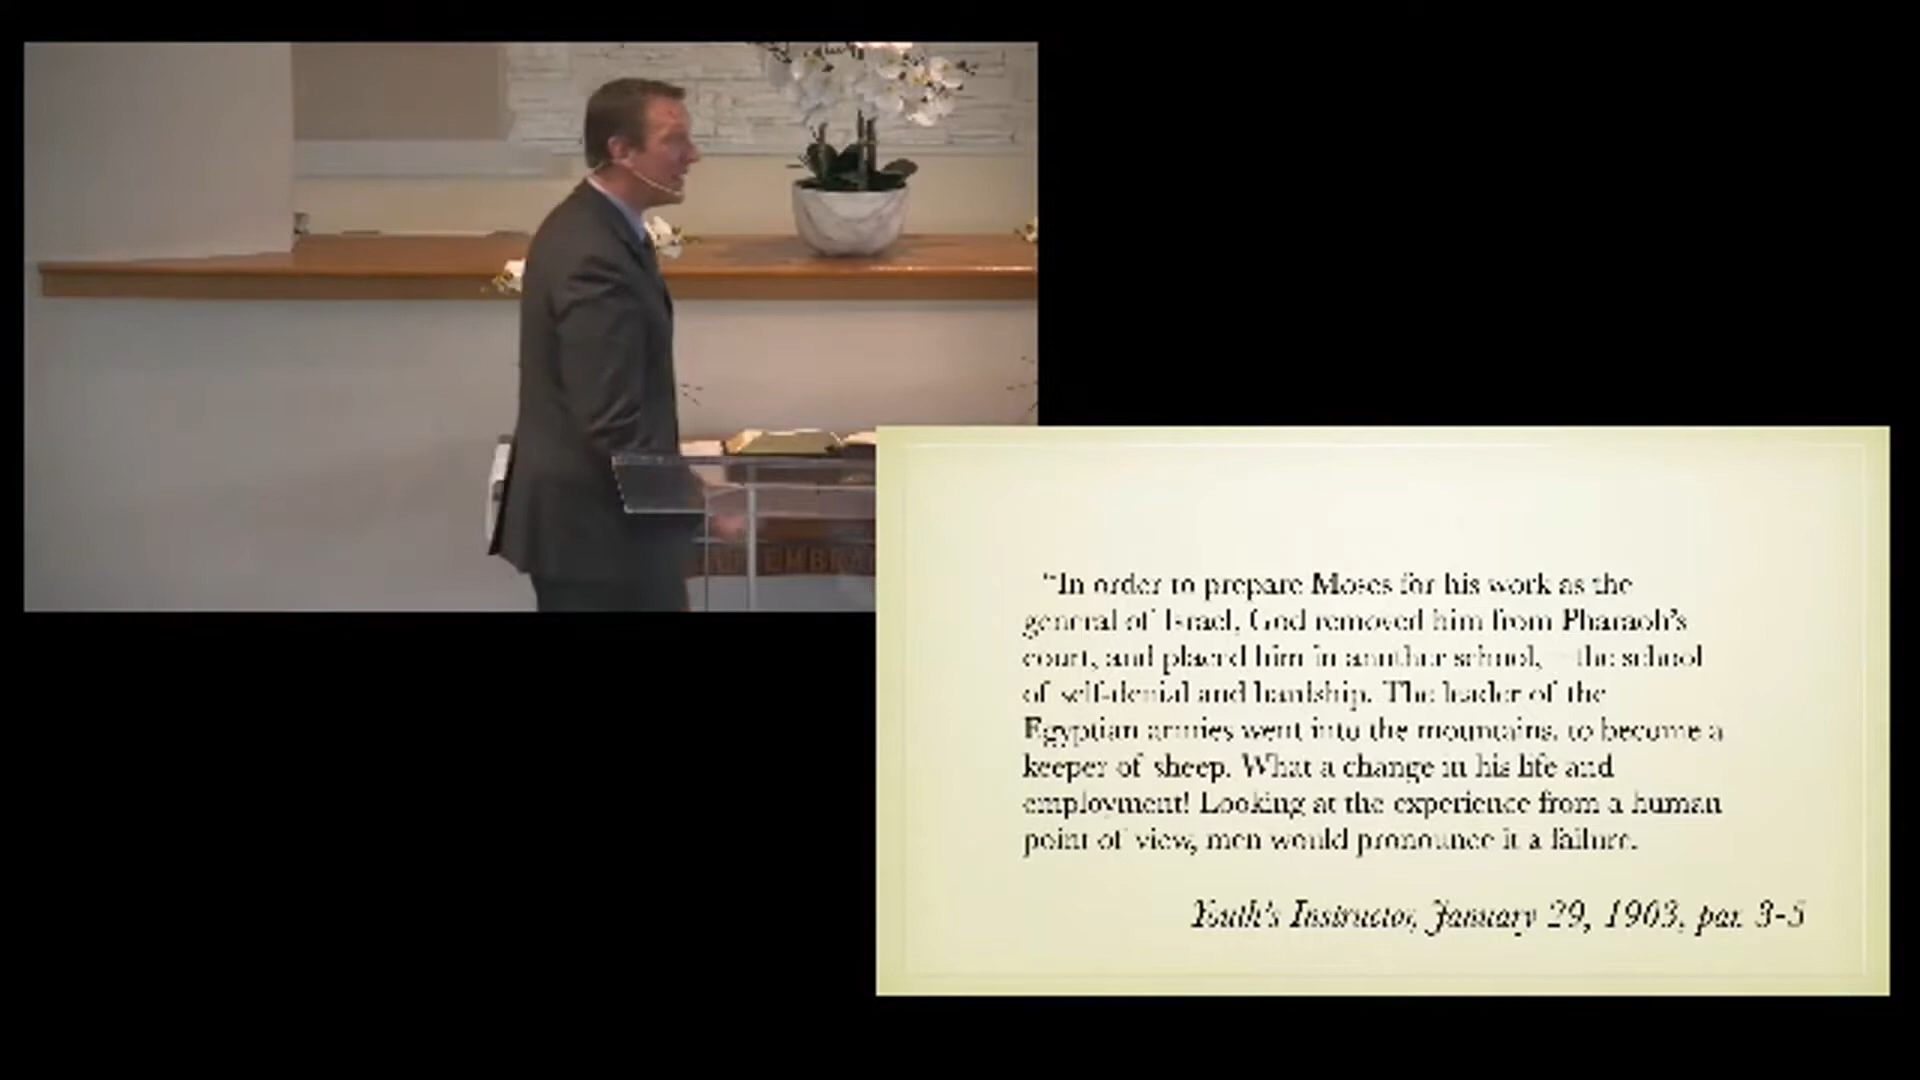 “In order to prepare Moses for his work as the
general of Israel, God removed him from Pharaoh’s
court, and placed him in another school,—the school
of self-denial and hardship. The leader of the
Egyptian armies went into the mountains, to become a
keeper of sheep. What a change in his life and
employment! Looking at the experience from a human
point of view, men would pronounce it a failure.
Youth’s Instructor, January 29, 1903, par. 3-5